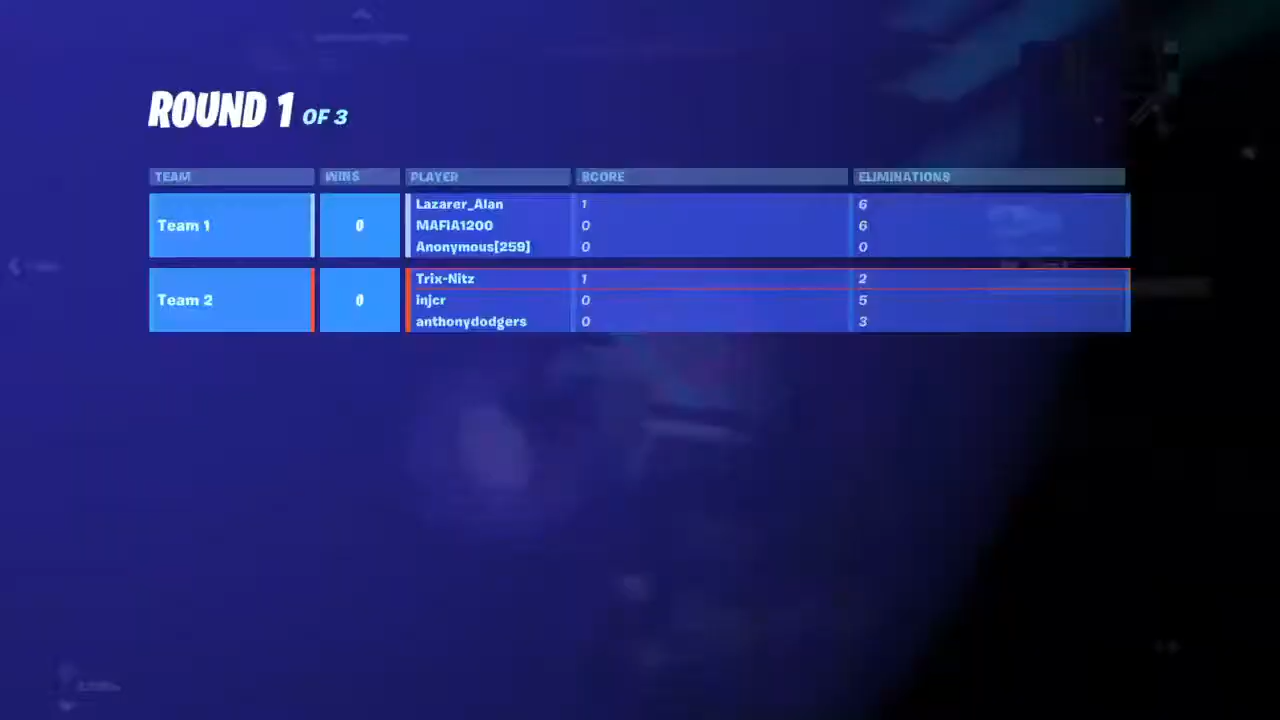 ROUND 1 OF 3
TEAM WINS PLAYER SCORE ELIMINATIONS
Team 1 0
Lazarer_Alan 1 6
MAFIA1200 0 6
Anonymous[259] 0 0
Team 2 0
Trix-Nitz 1 2
injcr 0 5
anthonydodgers 0 3